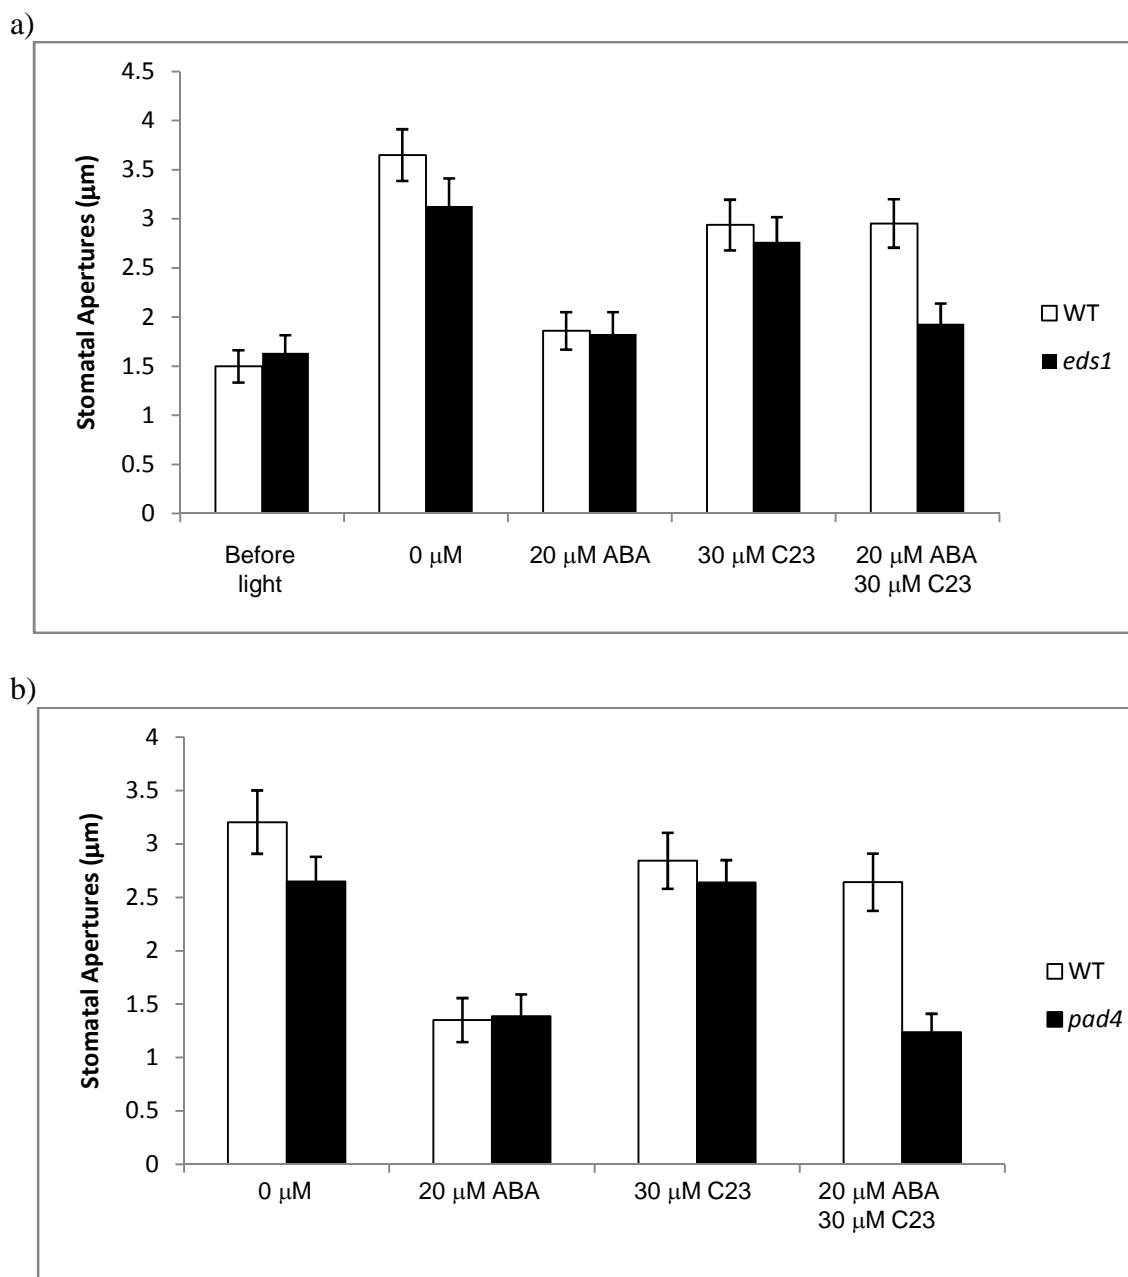 a)
4.5
4
3.5
3
2.5
2
1.5
1
0.5
0
Stomatal Apertures (μm)
Before light
0 μM
20 μM ABA
30 μM C23
20 μM ABA
30 μM C23
WT
eds1
b)
4
3.5
3
2.5
2
1.5
1
0.5
0
Stomatal Apertures (μm)
0 μM
20 μM ABA
30 μM C23
20 μM ABA
30 μM C23
WT
pad4